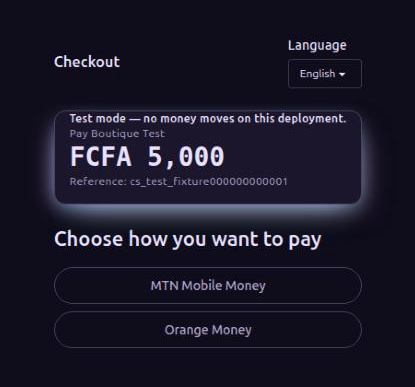 Language
Checkout
English
Test mode — no money moves on this deployment.
Pay Boutique Test
FCFA 5,000
Reference: cs_test_fixture000000000001
Choose how you want to pay
MTN Mobile Money
Orange Money